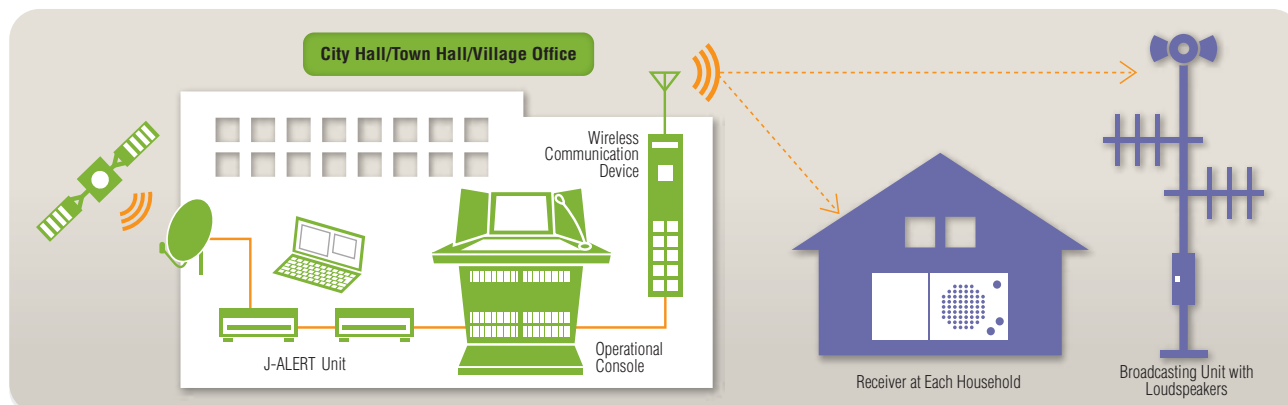 City Hall/Town Hall/Village Office
Wireless
Communication
Device
J-ALERT Unit
Operational
Console
Receiver at Each Household
Broadcasting Unit with
Loudspeakers